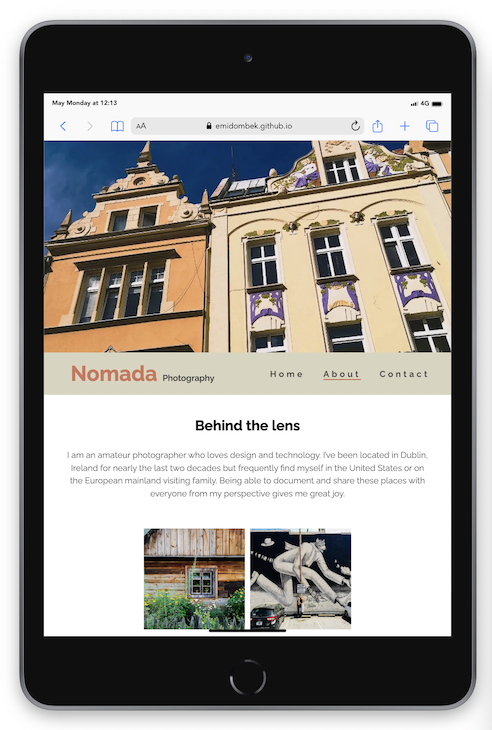 May Monday at 12:13
4G
AA
emidombek.github.io
Nomada Photography
Home About Contact
Behind the lens
I am an amateur photographer who loves design and technology. I've been located in Dublin,
Ireland for nearly the last two decades but frequently find myself in the United States or on
the European mainland visiting family. Being able to document and share these places with
everyone from my perspective gives me great joy.